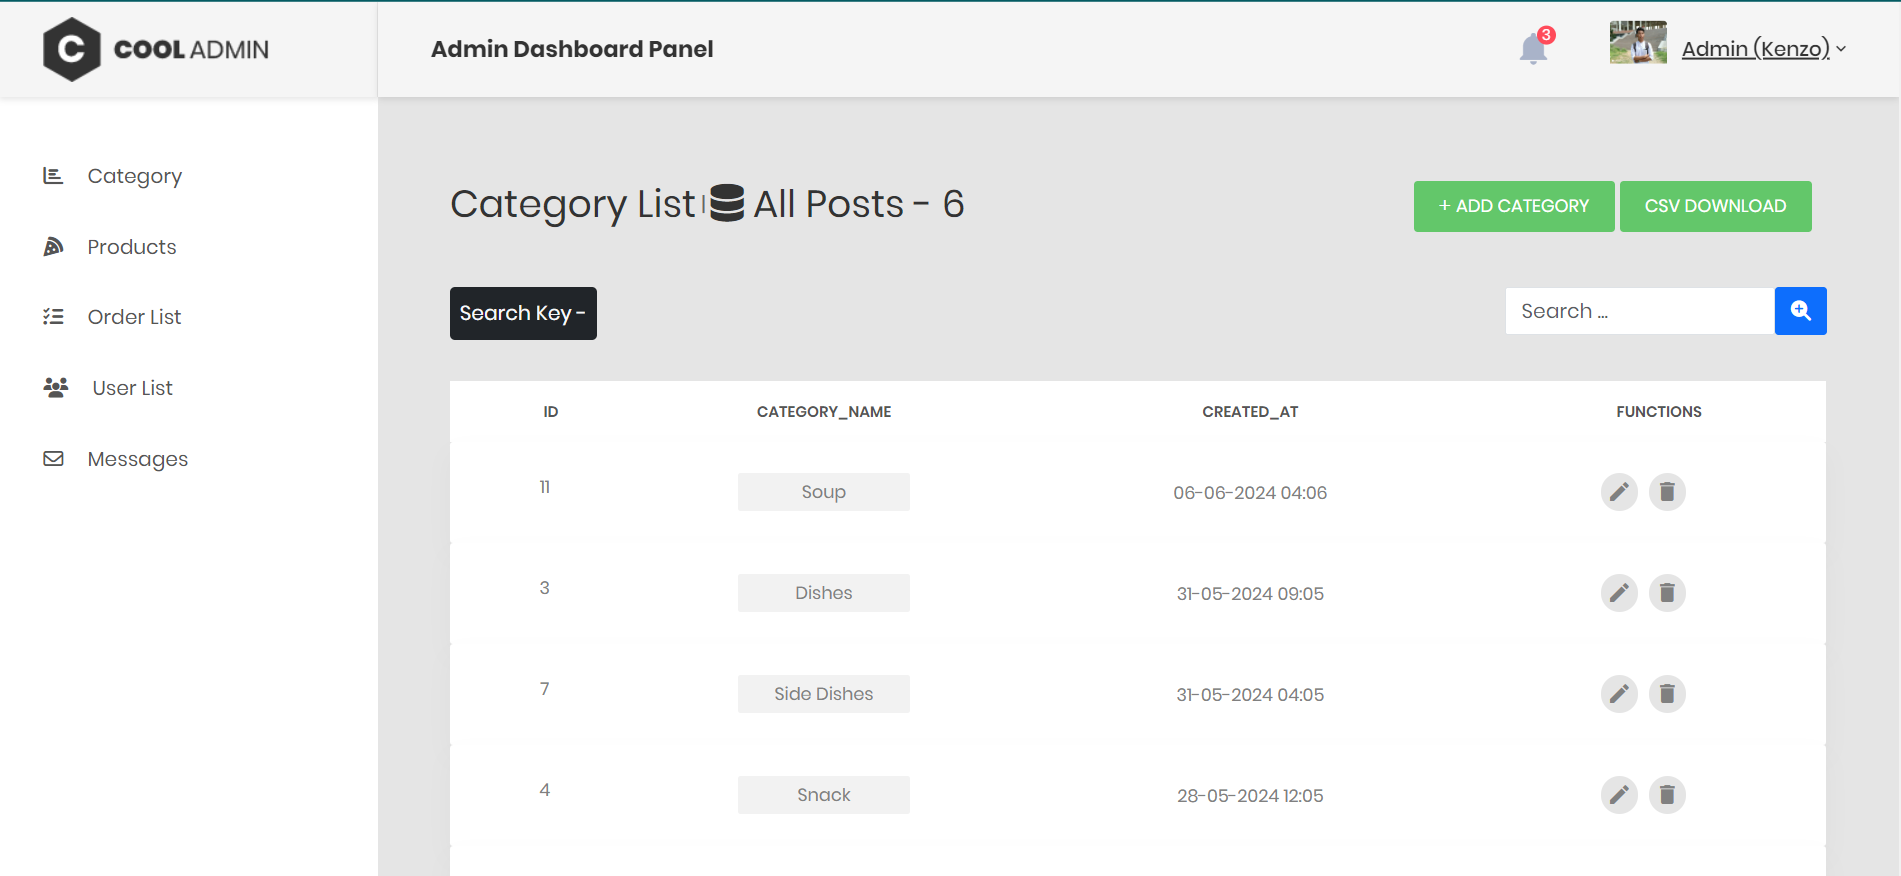 C COOL ADMIN
Admin Dashboard Panel
3
Admin (Kenzo)
Category
Products
Order List
User List
Messages
Category List | All Posts - 6
+ ADD CATEGORY
CSV DOWNLOAD
Search Key -
Search ...
ID CATEGORY_NAME CREATED_AT FUNCTIONS
11 Soup 06-06-2024 04:06
3 Dishes 31-05-2024 09:05
7 Side Dishes 31-05-2024 04:05
4 Snack 28-05-2024 12:05